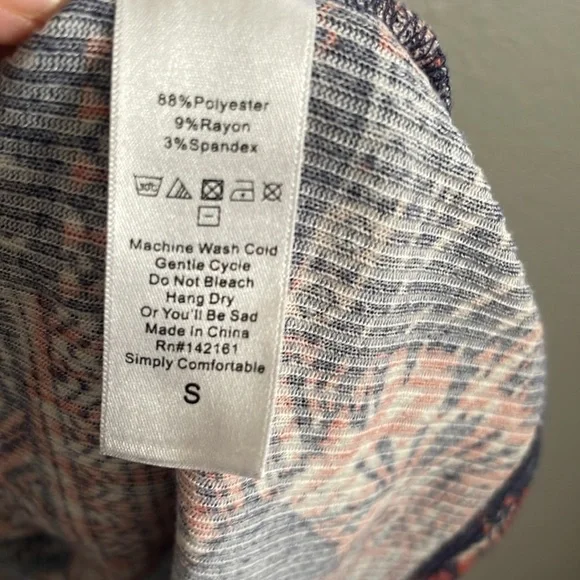 88%Polyester
9%Rayon
3%Spandex
Machine Wash Cold
Gentle Cycle
Do Not Bleach
Hang Dry
Or You'll Be Sad
Made In China
Rn#142161
Simply Comfortable
S